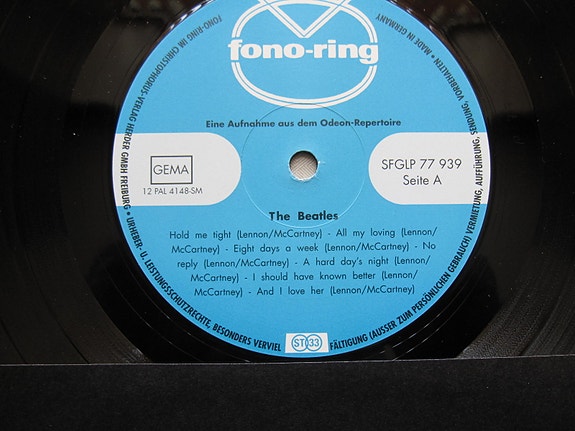 fono-ring
Eine Aufnahme aus dem Odeon-Repertoire
GEMA
12 PAL 4148-SM
SFGLP 77 939
Seite A
The Beatles
Hold me tight (Lennon/McCartney) - All my loving (Lennon/
McCartney) - Eight days a week (Lennon/McCartney) - No
reply (Lennon/McCartney) - A hard day's night (Lennon/
McCartney) - I should have known better (Lennon/
McCartney) - And I love her (Lennon/McCartney)
ST 33
FONO-RING IM CHRISTOPHORUS-VERLAG HERDER GMBH FREIBURG • URHEBER- U. LEISTUNGSSCHUTZRECHTE, BESONDERS VERVIEL FÄLTIGUNG (AUSSER ZUM PERSÖNLICHEN GEBRAUCH) VERMIETUNG, AUFFÜHRUNG, SENDUNG, VORBEHALTEN • MADE IN GERMANY